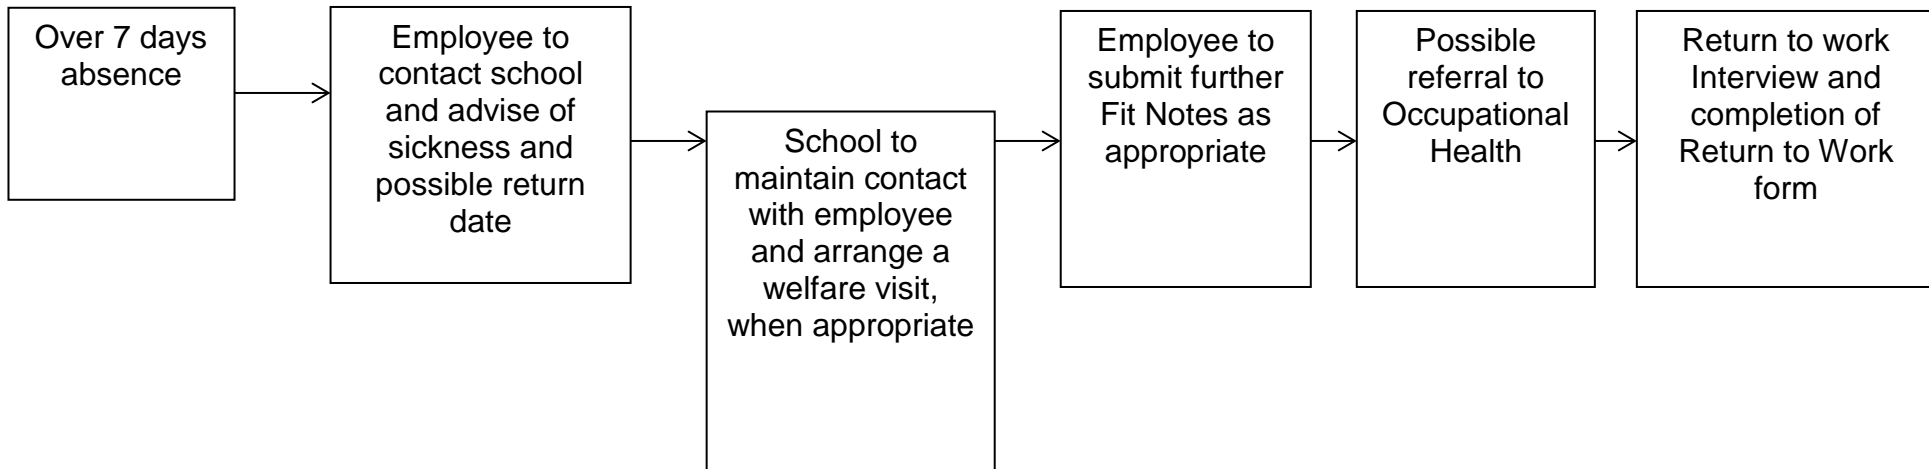 Over 7 days
absence
Employee to
contact school
and advise of
sickness and
possible return
date
School to
maintain contact
with employee
and arrange a
welfare visit,
when appropriate
Employee to
submit further
Fit Notes as
appropriate
Possible
referral to
Occupational
Health
Return to work
Interview and
completion of
Return to Work
form